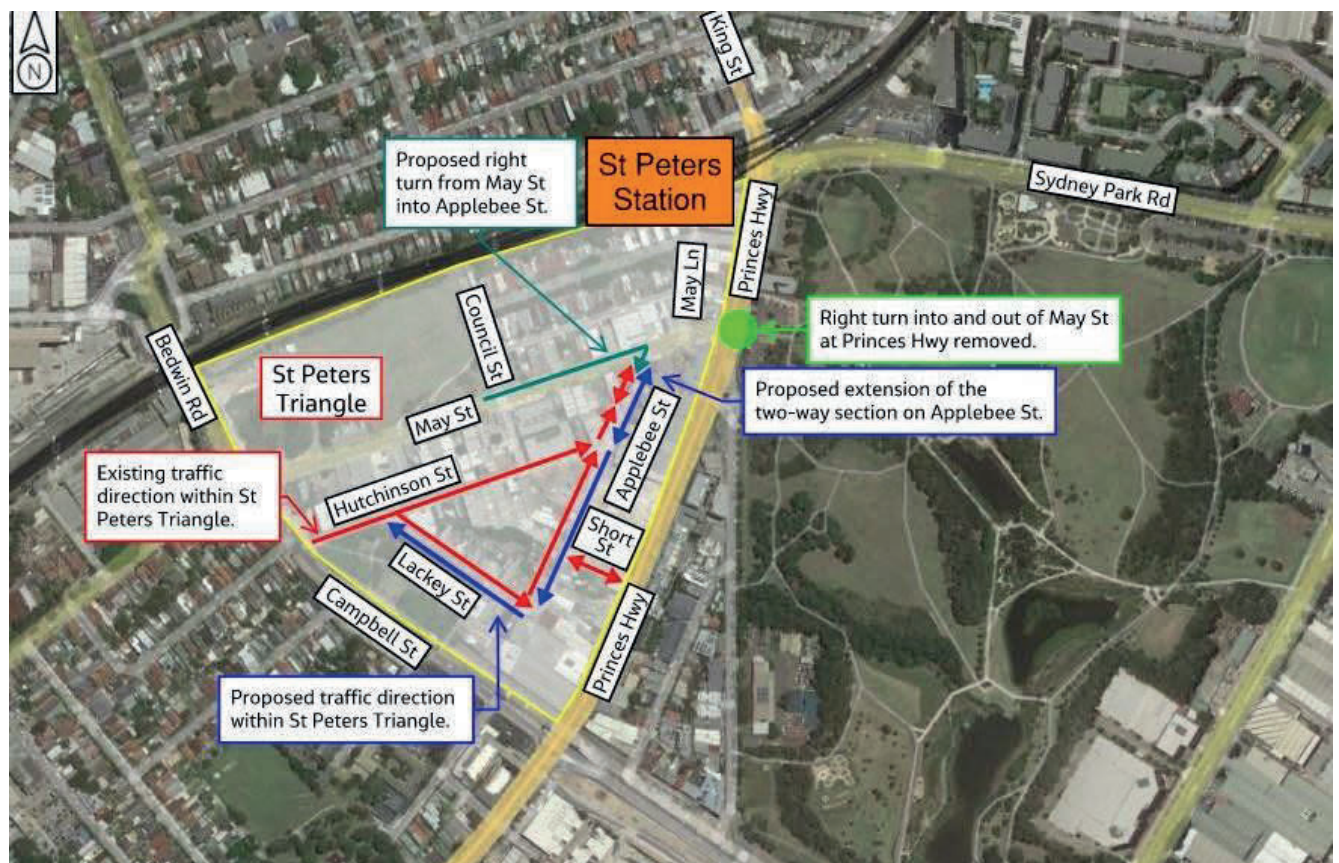 N
King St
Proposed right
turn from May St
into Applebee St.
St Peters
Station
Sydney Park Rd
May Ln
Princes Hwy
Council St
Right turn into and out of May St
at Princes Hwy removed.
Bedwin Rd
St Peters
Triangle
Proposed extension of the
two-way section on Applebee St.
May St
Applebee St
Existing traffic
direction within St
Peters Triangle.
Hutchinson St
Short
St
Lackey St
Campbell St
Princes Hwy
Proposed traffic direction
within St Peters Triangle.